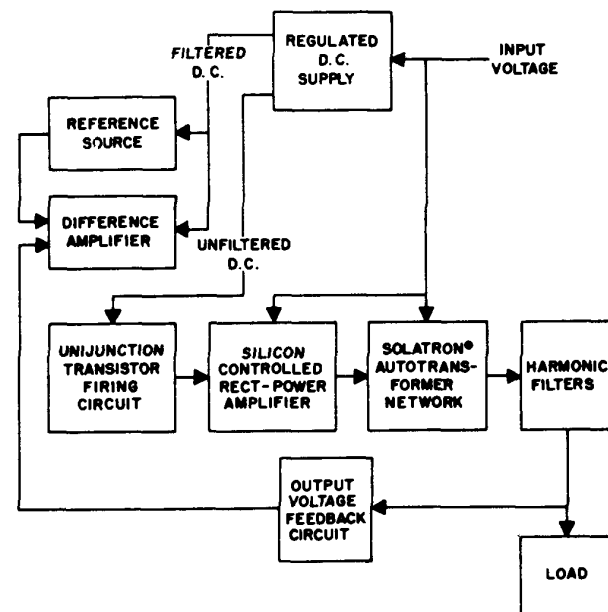 REGULATED
D.C.
SUPPLY
INPUT
VOLTAGE
FILTERED
D.C.
REFERENCE
SOURCE
DIFFERENCE
AMPLIFIER
UNFILTERED
D.C.
UNIJUNCTION
TRANSISTOR
FIRING
CIRCUIT
SILICON
CONTROLLED
RECT-POWER
AMPLIFIER
SOLATRON®
AUTOTRANS-
FORMER
NETWORK
HARMONIC
FILTERS
OUTPUT
VOLTAGE
FEEDBACK
CIRCUIT
LOAD